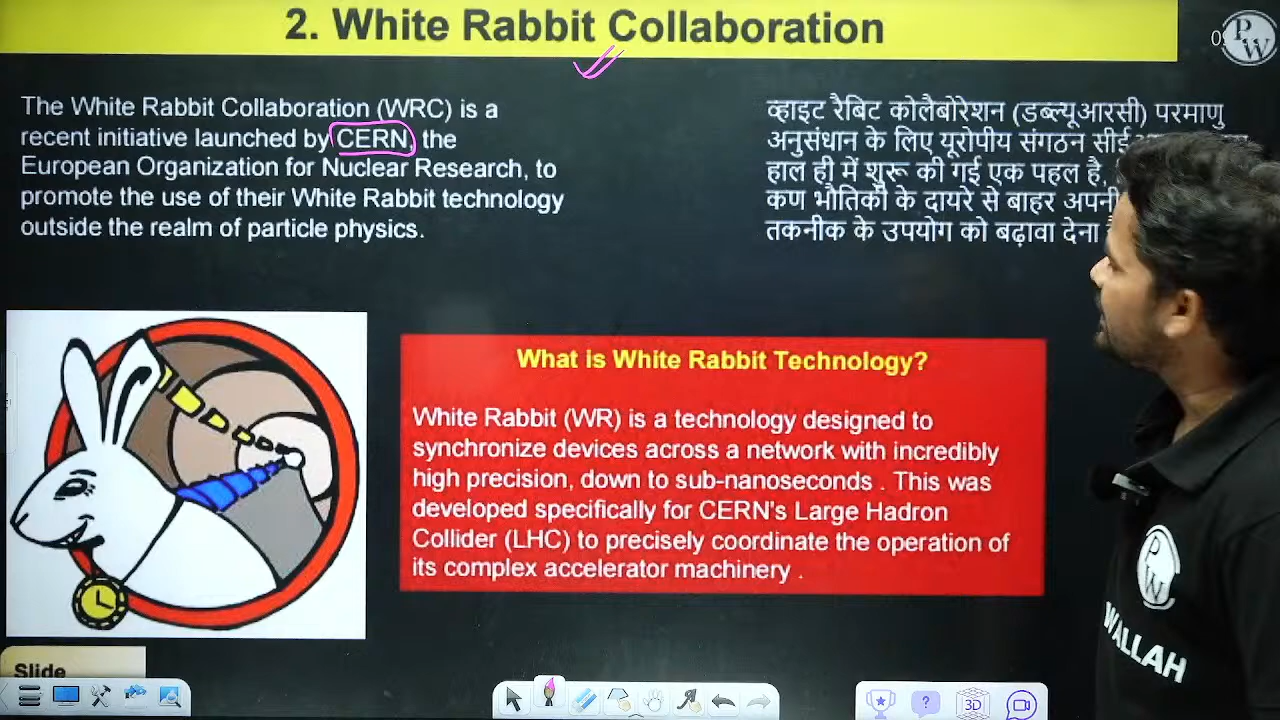 2. White Rabbit Collaboration
PW
The White Rabbit Collaboration (WRC) is a
recent initiative launched by CERN, the
European Organization for Nuclear Research, to
promote the use of their White Rabbit technology
outside the realm of particle physics.
व्हाइट रैबिट कोलैबोरेशन (डब्ल्यूआरसी) परमाणु
अनुसंधान के लिए यूरोपीय संगठन
हाल ही में शुरू की गई एक पहल है,
कण भौतिकी के दायरे से बाहर अपनी
तकनीक के उपयोग को बढ़ावा देना
What is White Rabbit Technology?
White Rabbit (WR) is a technology designed to
synchronize devices across a network with incredibly
high precision, down to sub-nanoseconds . This was
developed specifically for CERN's Large Hadron
Collider (LHC) to precisely coordinate the operation of
its complex accelerator machinery .
PW
WALLAH
Slide
3D